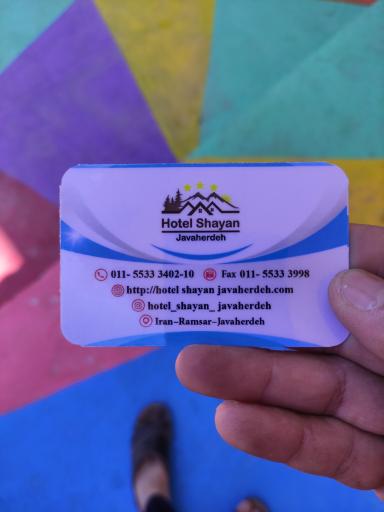 Hotel Shayan
Javaherdeh
011- 5533 3402-10 Fax 011- 5533 3998
http://hotel shayan javaherdeh.com
hotel_shayan_ javaherdeh
Iran-Ramsar-Javaherdeh